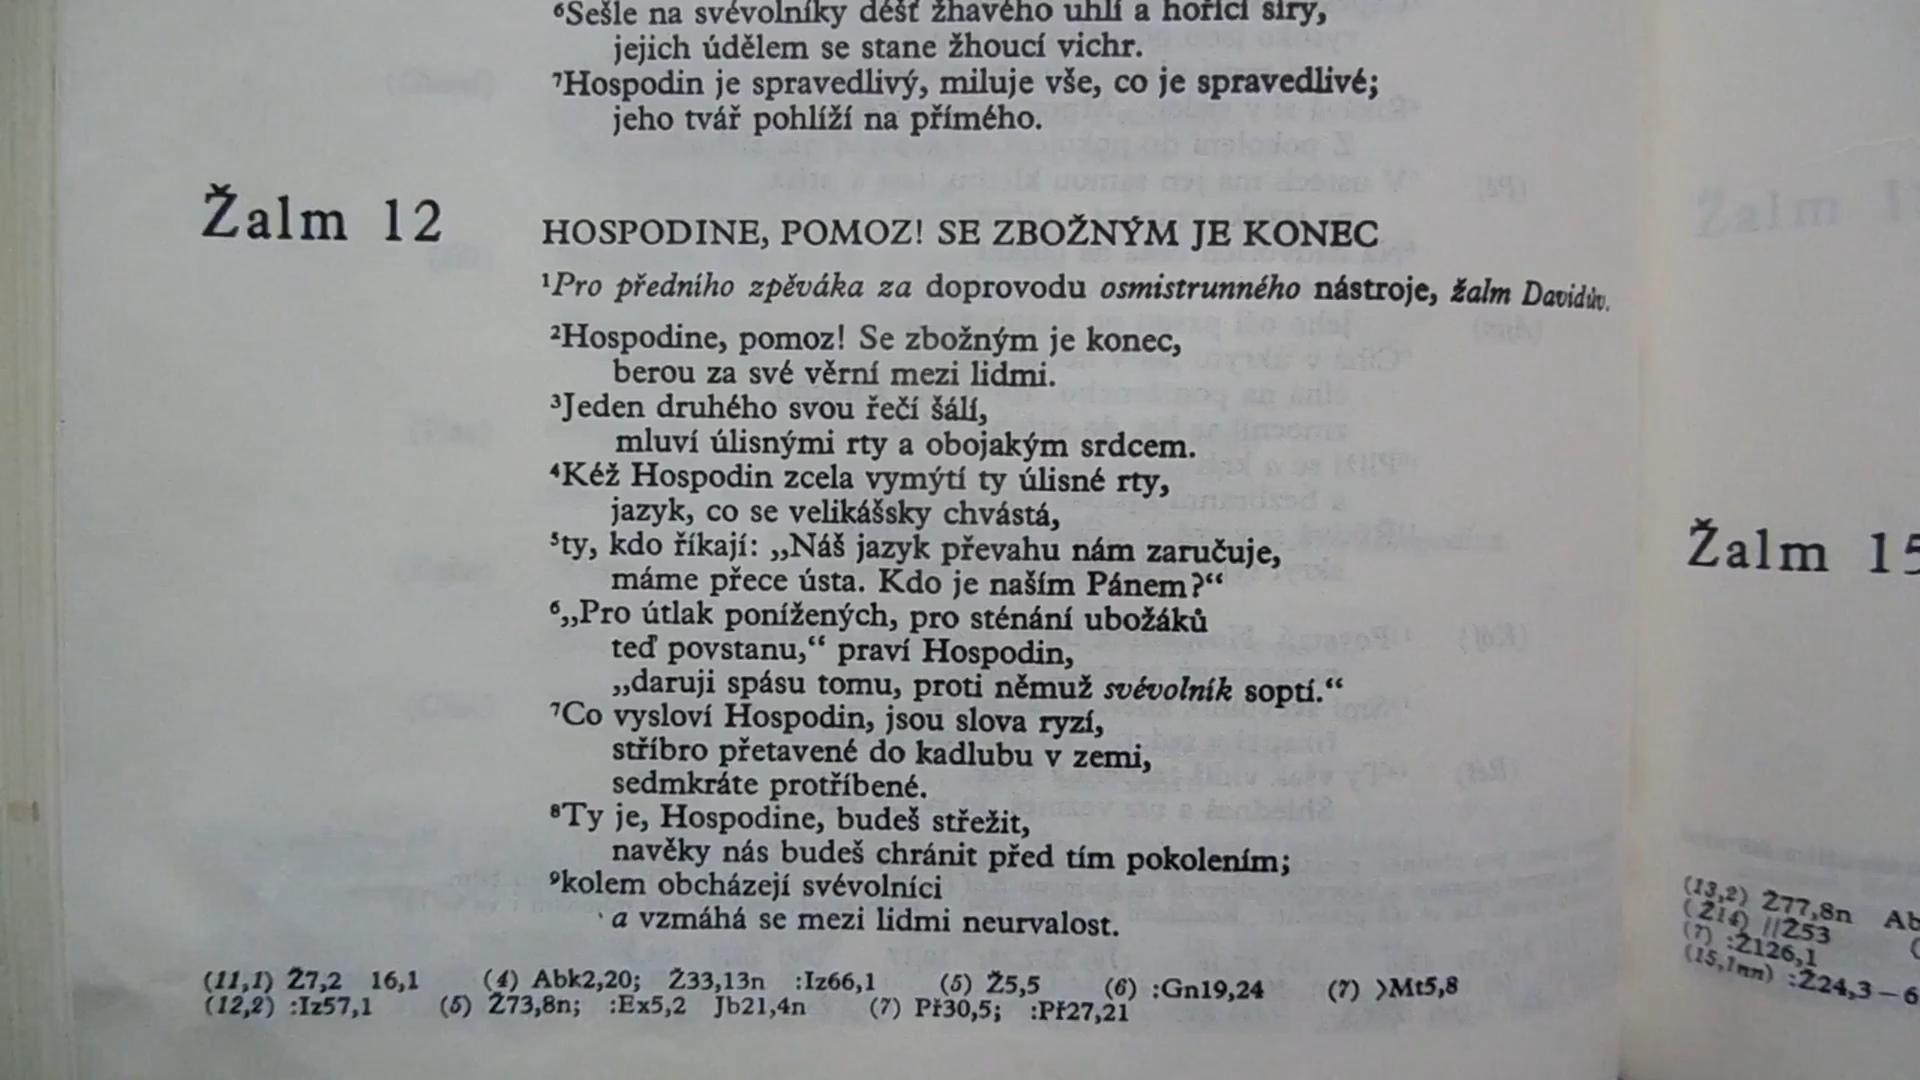 ⁶Sešle na svévolníky déšť žhavého uhlí a hořící síry,
jejich údělem se stane žhoucí vichr.
⁷Hospodin je spravedlivý, miluje vše, co je spravedlivé;
jeho tvář pohlíží na přímého.
Žalm 12
HOSPODINE, POMOZ! SE ZBOŽNÝM JE KONEC
¹Pro předního zpěváka za doprovodu osmistrunného nástroje, žalm Davidův.
²Hospodine, pomoz! Se zbožným je konec,
berou za své věrní mezi lidmi.
³Jeden druhého svou řečí šálí,
mluví úlisnými rty a obojakým srdcem.
⁴Kéž Hospodin zcela vymýtí ty úlisné rty,
jazyk, co se velikášsky chvástá,
⁵ty, kdo říkají: „Náš jazyk převahu nám zaručuje,
máme přece ústa. Kdo je naším Pánem?“
⁶„Pro útlak ponížených, pro sténání ubožáků
teď povstanu,“ praví Hospodin,
„daruji spásu tomu, proti němuž svévolník soptí.“
⁷Co vysloví Hospodin, jsou slova ryzí,
stříbro přetavené do kadlubu v zemi,
sedmkráte protříbené.
⁸Ty je, Hospodine, budeš střežit,
navěky nás budeš chránit před tím pokolením;
⁹kolem obcházejí svévolníci
a vzmáhá se mezi lidmi neurvalost.
(11,1) Ž7,2 16,1 (4) Abk2,20; Ž33,13n :Iz66,1 (5) Ž5,5 (6) :Gn19,24 (7) >Mt5,8
(12,2) :Iz57,1 (5) Ž73,8n; :Ex5,2 Jb21,4n (7) Př30,5; :Př27,21
Žalm 15
(13,2) Ž77,8n Ab
(Ž14) //Ž53 (
(7) :Ž126,1
(15,1nn) :Ž24,3–6